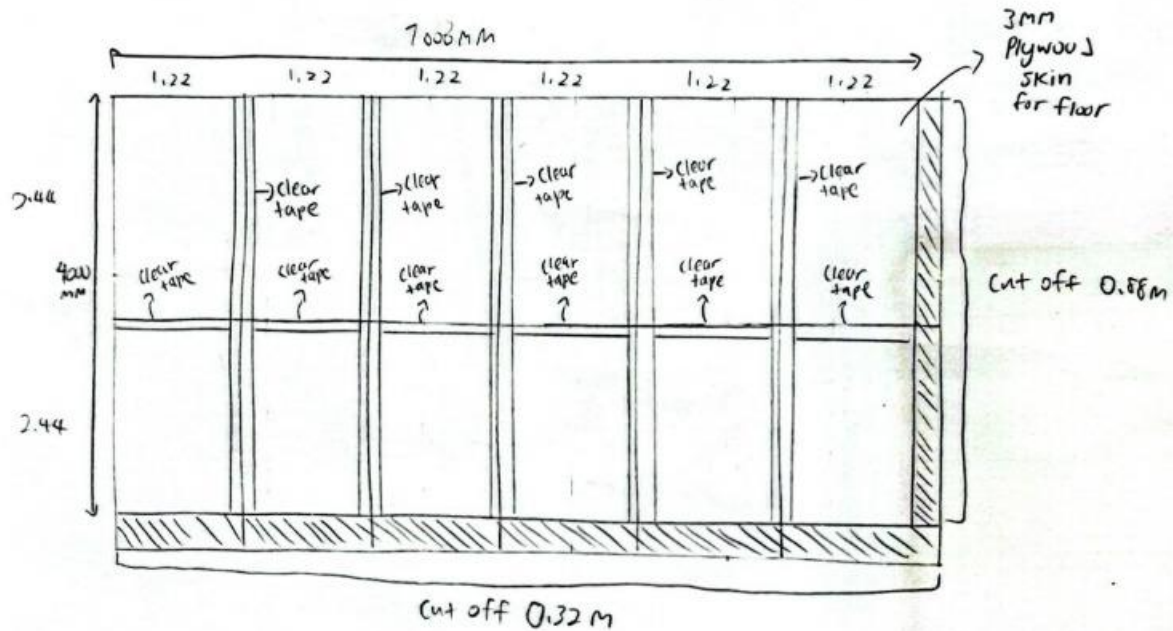 7000MM
3MM
Plywood
skin
for floor
1.22
1.22
1.22
1.22
1.22
1.22
2.44
→clear
tape
→clear
tape
→clear
tape
→clear
tape
→clear
tape
4000
MM
clear
tape
clear
tape
clear
tape
clear
tape
clear
tape
clear
tape
cut off 0.88M
2.44
cut off 0.32M